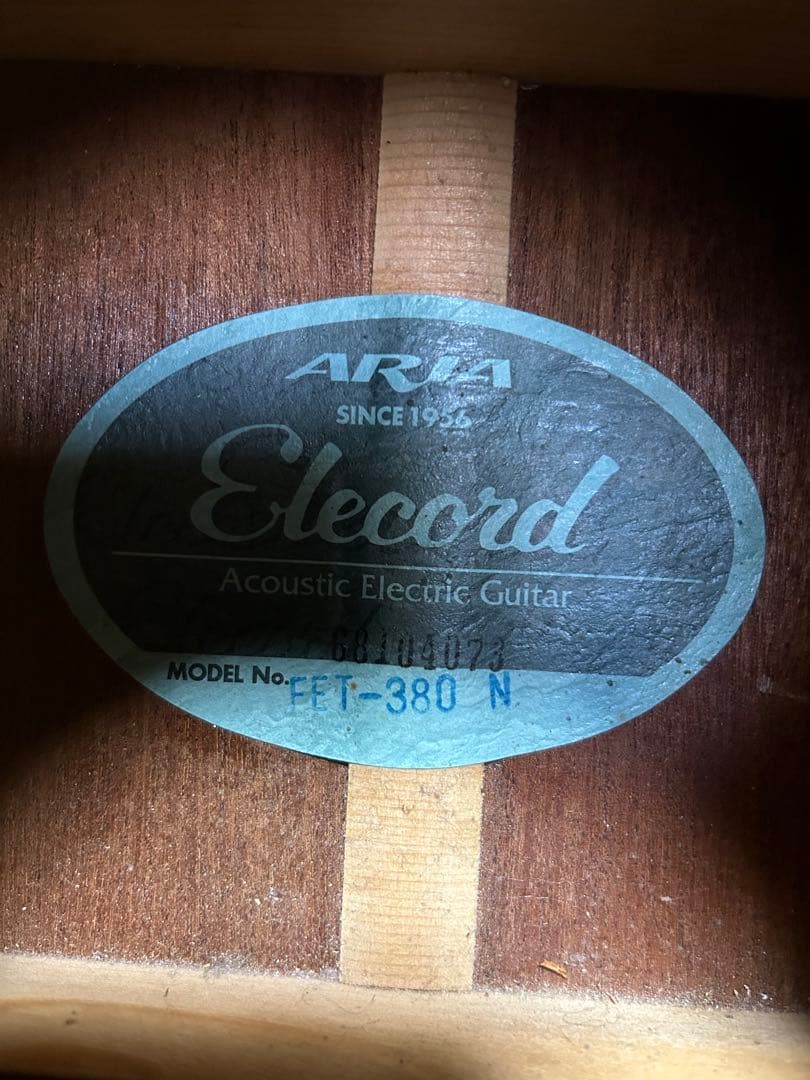 ARIA
SINCE 1956
Elecord
Acoustic Electric Guitar
68104073
MODEL No. FET-380 N